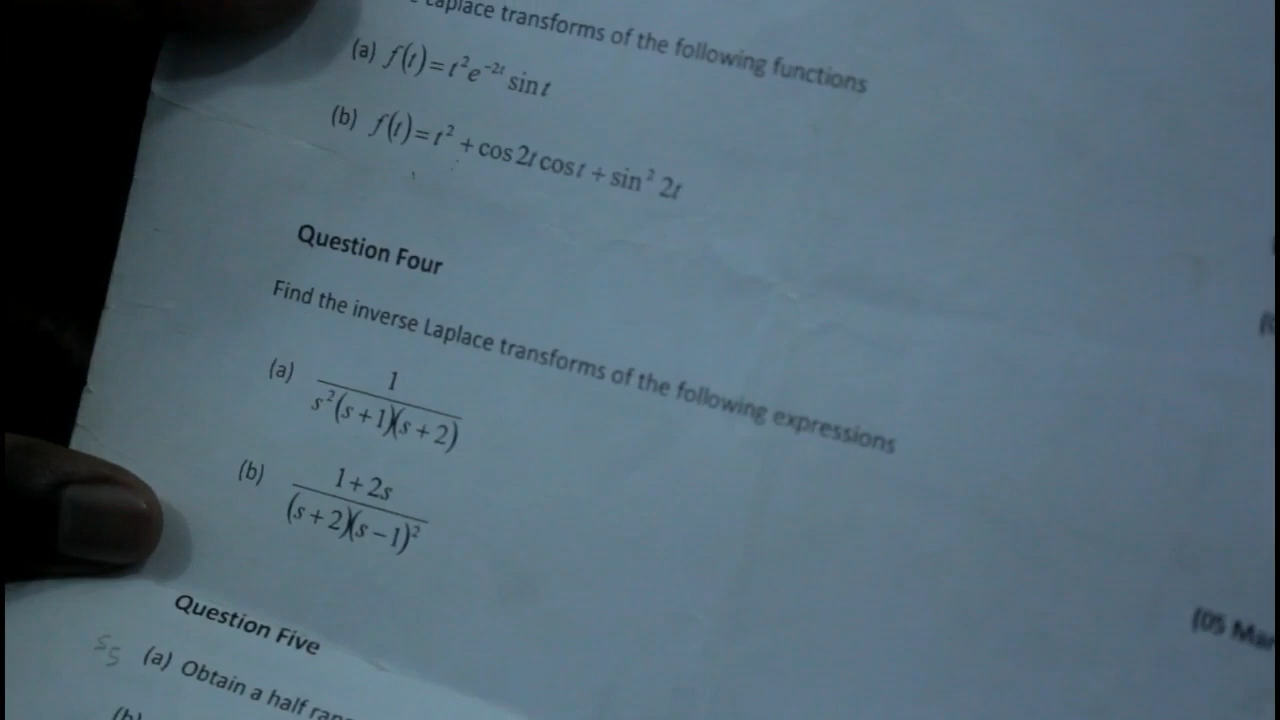 Laplace transforms of the following functions
(a) f(t)=t²e⁻²ᵗ sin t
(b) f(t)=t² + cos 2t cos t + sin² 2t
Question Four
Find the inverse Laplace transforms of the following expressions
(a) 1
s²(s+1)(s+2)
(b) 1+2s
(s+2)(s−1)²
(05
Question Five
(a) Obtain a half
(b)